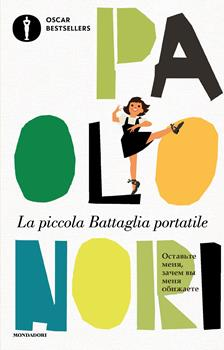 OSCAR
BESTSELLERS
PA
OLO
La piccola Battaglia portatile
Оставьте
меня,
зачем вы
меня
обижаете
NORI
MONDADORI